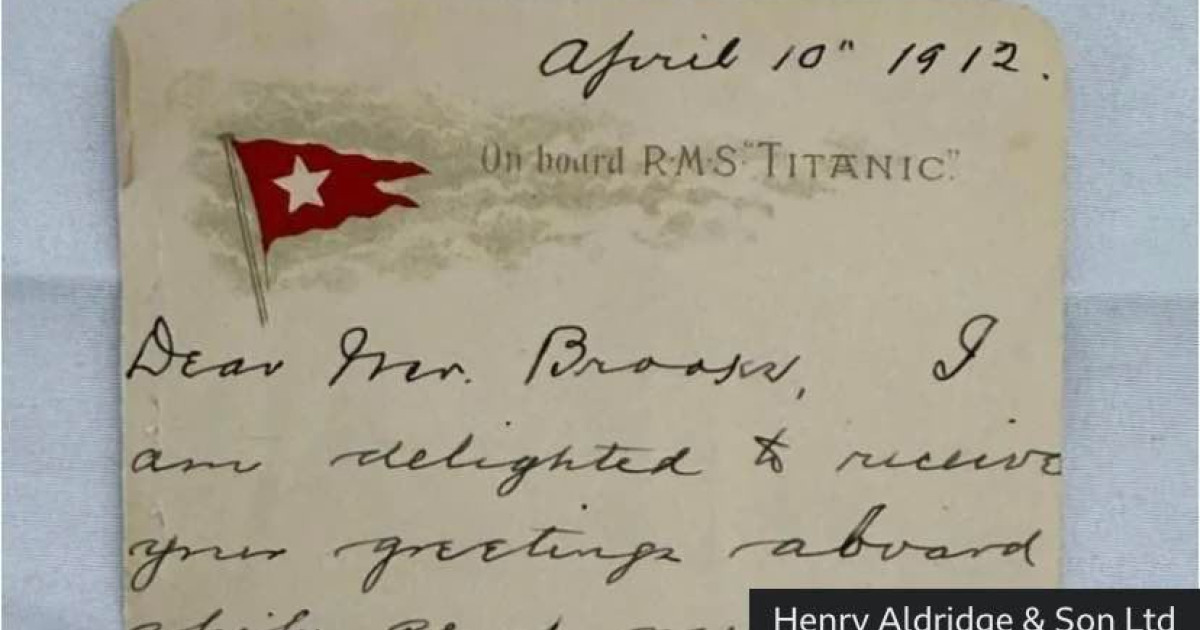 April 10" 1912.
On board R·M·S "TITANIC".
Dear Mr. Brooks, I
am delighted to receive
your greetings aboard
Henry Aldridge & Son Ltd